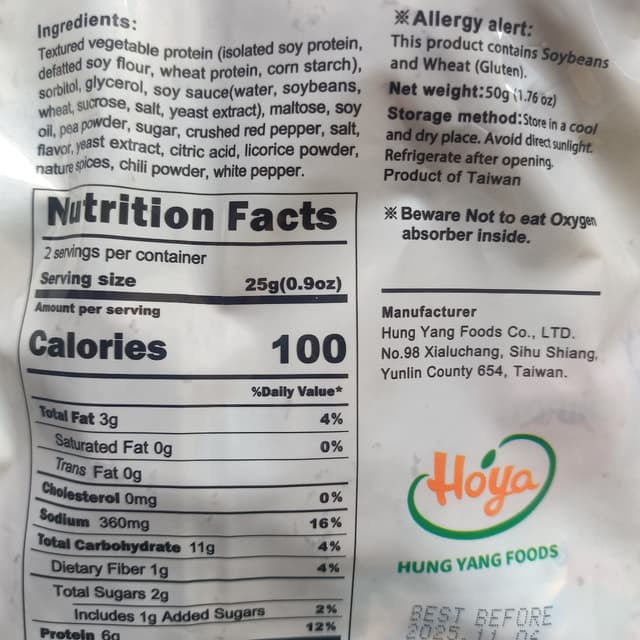 Ingredients:
Textured vegetable protein (isolated soy protein,
defatted soy flour, wheat protein, corn starch),
sorbitol, glycerol, soy sauce(water, soybeans,
wheat, sucrose, salt, yeast extract), maltose, soy
oil, pea powder, sugar, crushed red pepper, salt,
flavor, yeast extract, citric acid, licorice powder,
nature spices, chili powder, white pepper.
Nutrition Facts
2 servings per container
Serving size 25g(0.9oz)
Amount per serving
Calories 100
%Daily Value*
Total Fat 3g 4%
Saturated Fat 0g 0%
Trans Fat 0g
Cholesterol 0mg 0%
Sodium 360mg 16%
Total Carbohydrate 11g 4%
Dietary Fiber 1g 4%
Total Sugars 2g
Includes 1g Added Sugars 2%
Protein 6g 12%
※Allergy alert:
This product contains Soybeans
and Wheat (Gluten).
Net weight:50g (1.76 oz)
Storage method:Store in a cool
and dry place. Avoid direct sunlight.
Refrigerate after opening.
Product of Taiwan
※Beware Not to eat Oxygen
absorber inside.
Manufacturer
Hung Yang Foods Co., LTD.
No.98 Xialuchang, Sihu Shiang,
Yunlin County 654, Taiwan.
Hoya
HUNG YANG FOODS
BEST BEFORE